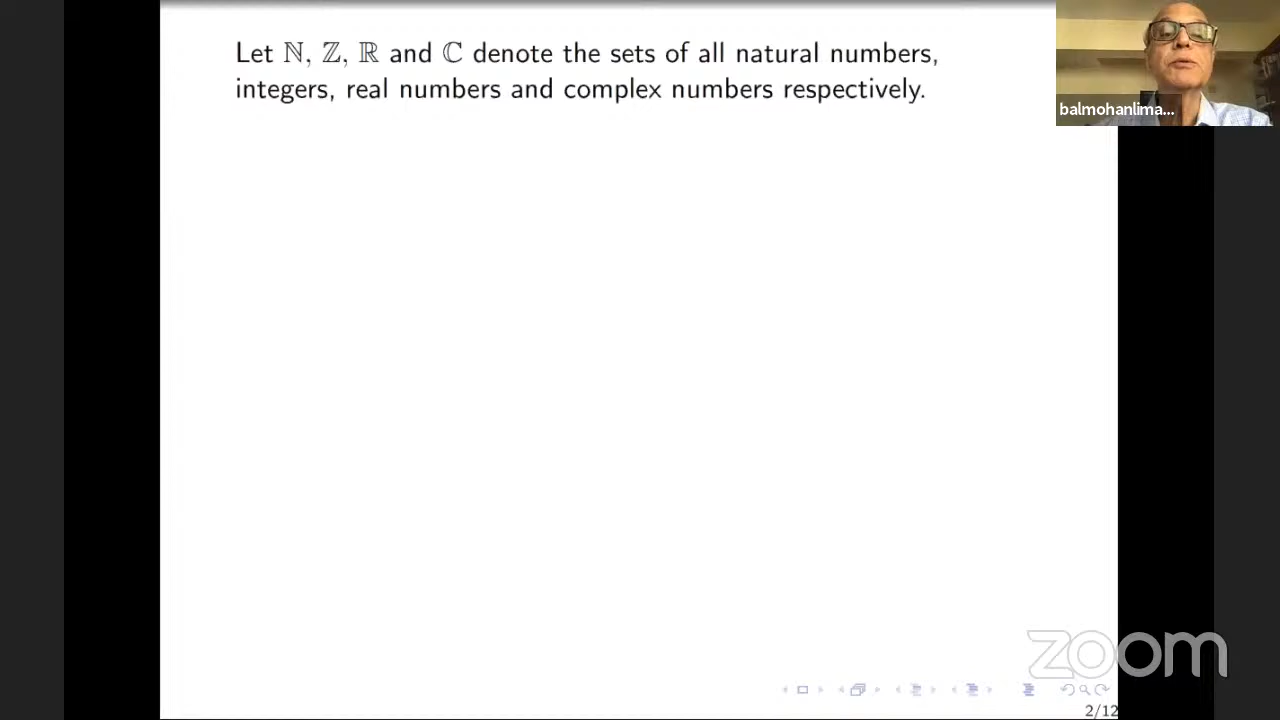 Let ℕ, ℤ, ℝ and ℂ denote the sets of all natural numbers,
integers, real numbers and complex numbers respectively.
balmohanlima...
zoom
2/12